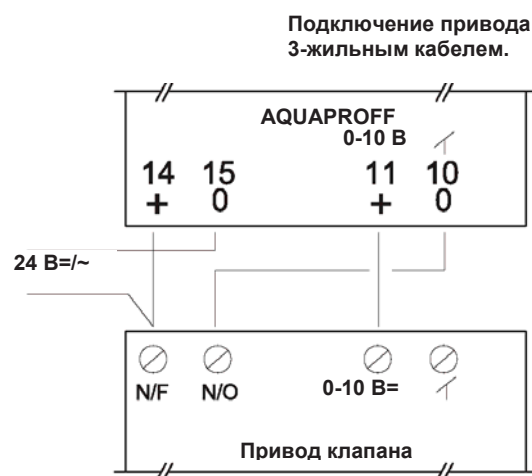 Подключение привода
3-жильным кабелем.
AQUAPROFF
0-10 В
14 15 11 10
+ 0 + 0
24 В=/~
N/F N/O 0-10 В=
Привод клапана